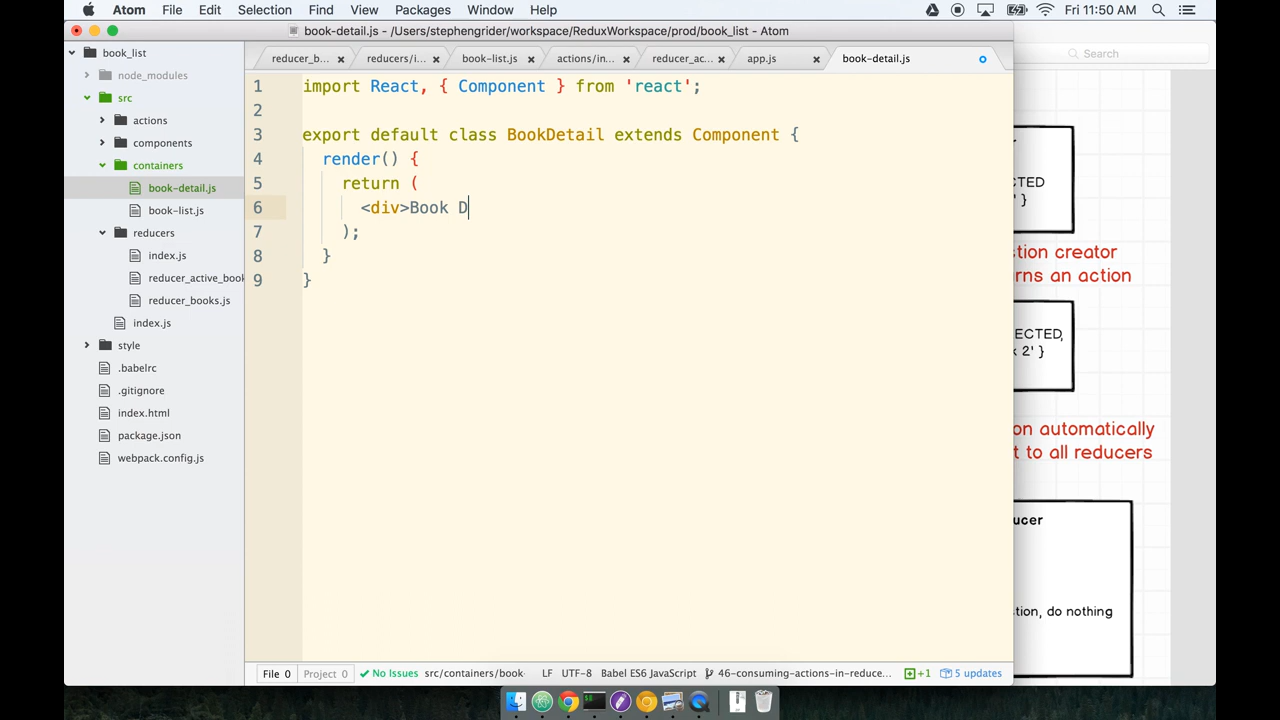 Atom File Edit Selection Find View Packages Window Help Fri 11:50 AM
book-detail.js - /Users/stephengrider/workspace/ReduxWorkspace/prod/book_list - Atom
Search
book_list
node_modules
src
actions
components
containers
book-detail.js
book-list.js
reducers
index.js
reducer_active_book
reducer_books.js
index.js
style
.babelrc
.gitignore
index.html
package.json
webpack.config.js
reducer_b... reducers/i... book-list.js actions/in... reducer_ac... app.js book-detail.js
1 import React, { Component } from 'react';
2
3 export default class BookDetail extends Component {
4 render() {
5 return (
6 <div>Book D
7 );
8 }
9 }
File 0 Project 0 No Issues src/containers/book LF UTF-8 Babel ES6 JavaScript 46-consuming-actions-in-reduce... +1 5 updates
CTED
' }
tion creator
rns an action
ECTED,
k 2' }
on automatically
t to all reducers
ucer
tion, do nothing